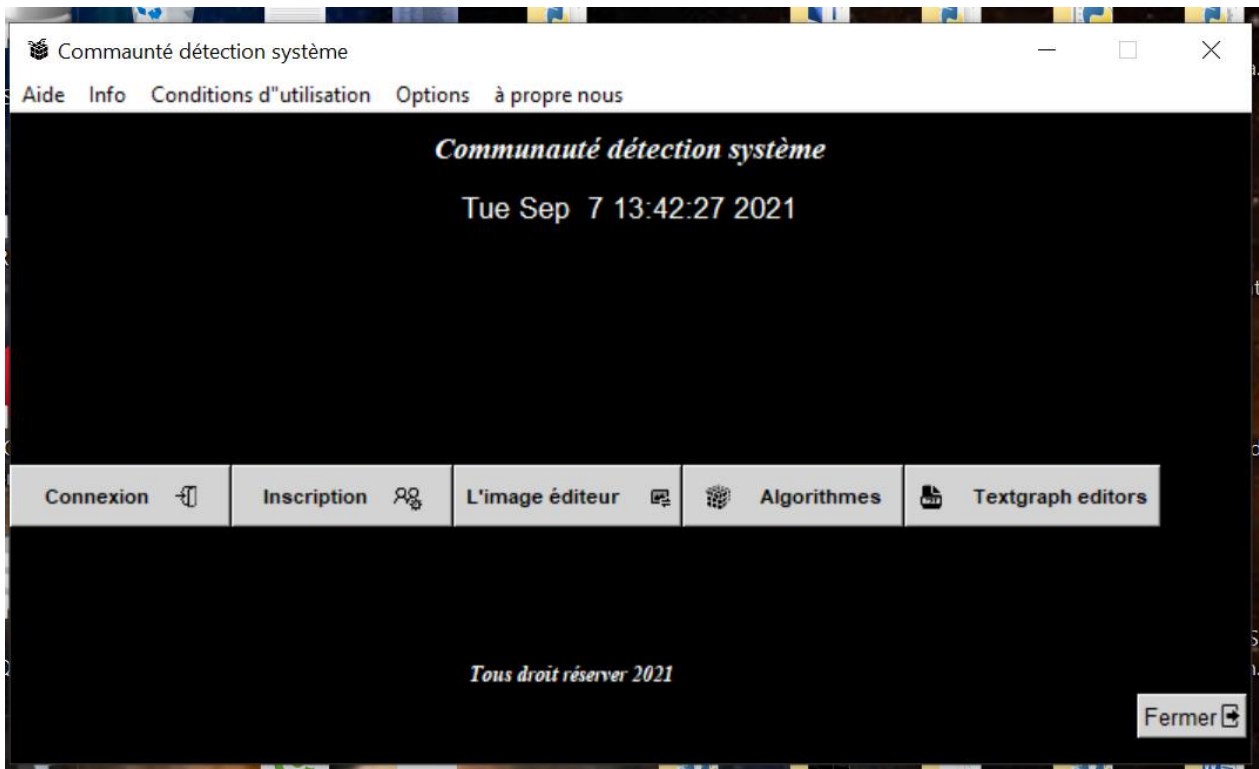 Commaunté détection système
Aide Info Conditions d"utilisation Options à propre nous
Communauté détection système
Tue Sep 7 13:42:27 2021
Connexion Inscription L'image éditeur Algorithmes Textgraph editors
Tous droit réserver 2021
Fermer